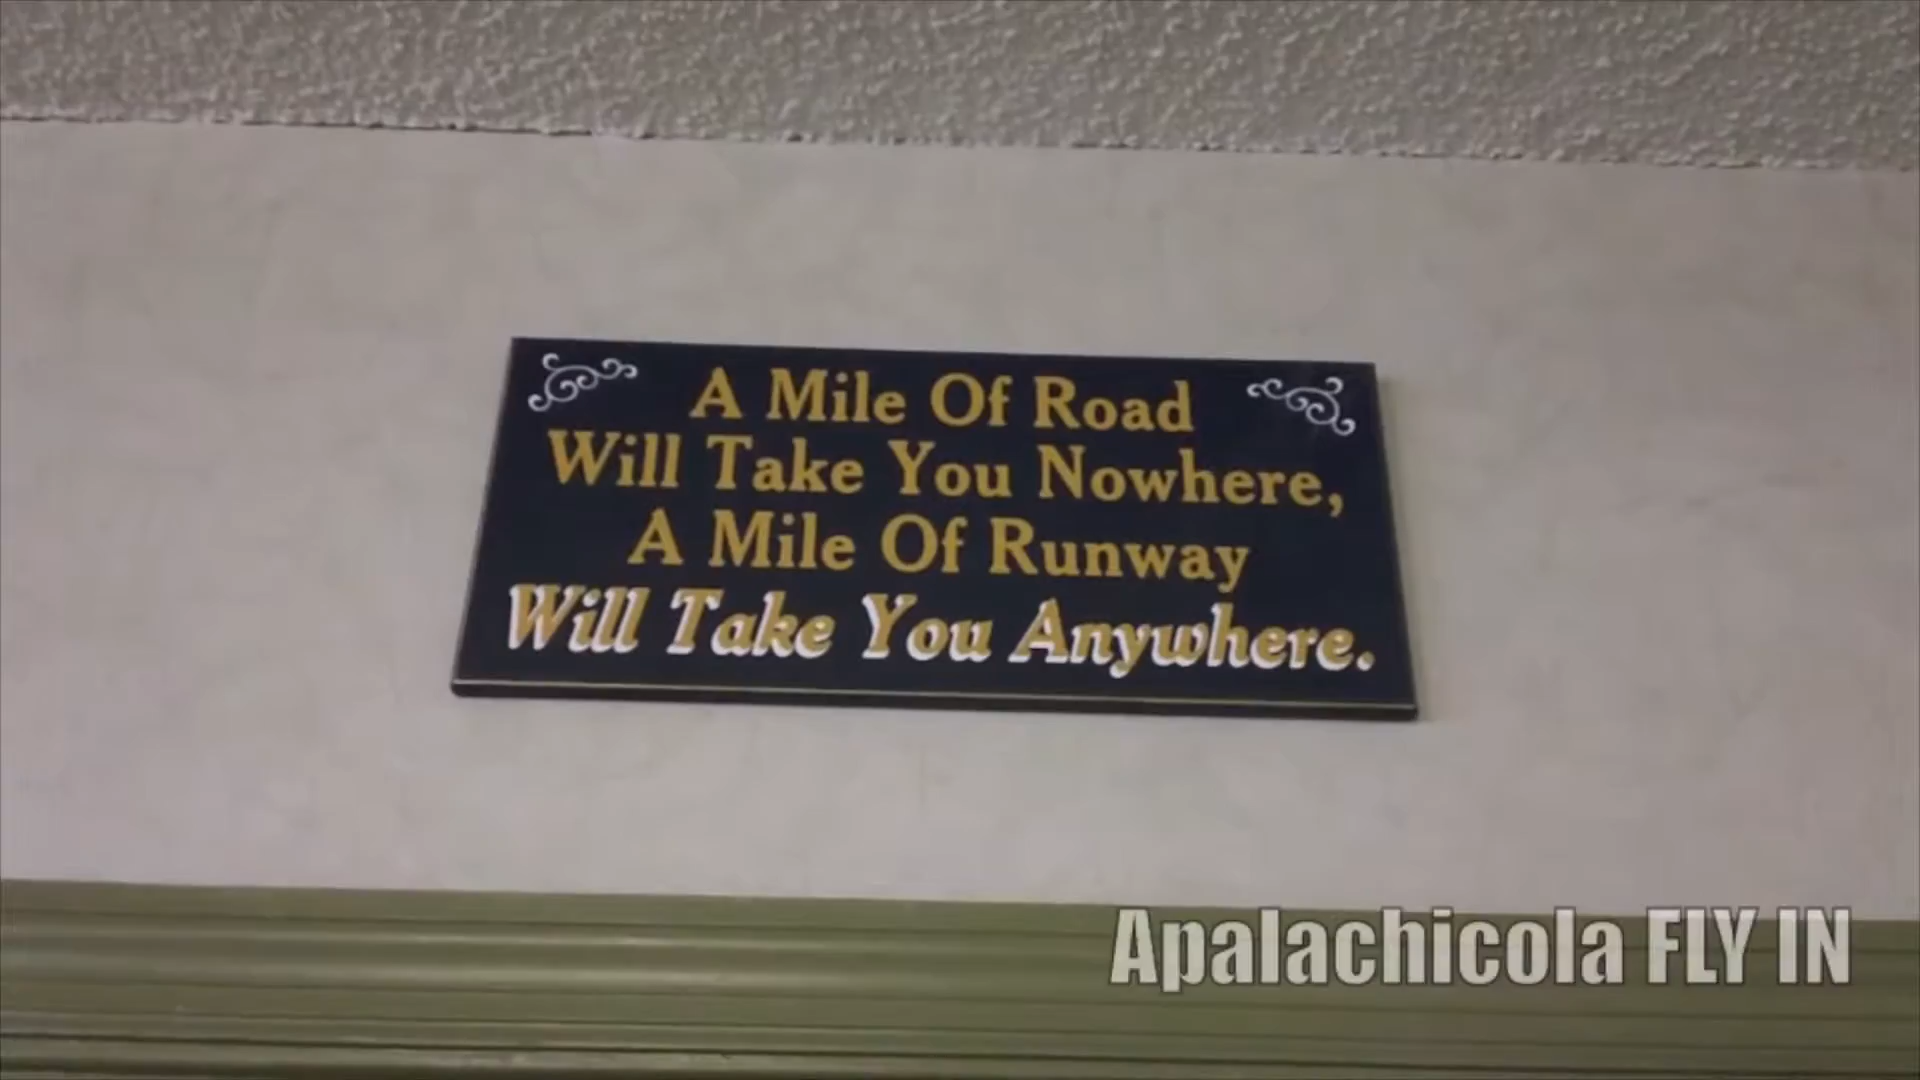 A Mile Of Road
Will Take You Nowhere,
A Mile Of Runway
Will Take You Anywhere.
Apalachicola FLY IN